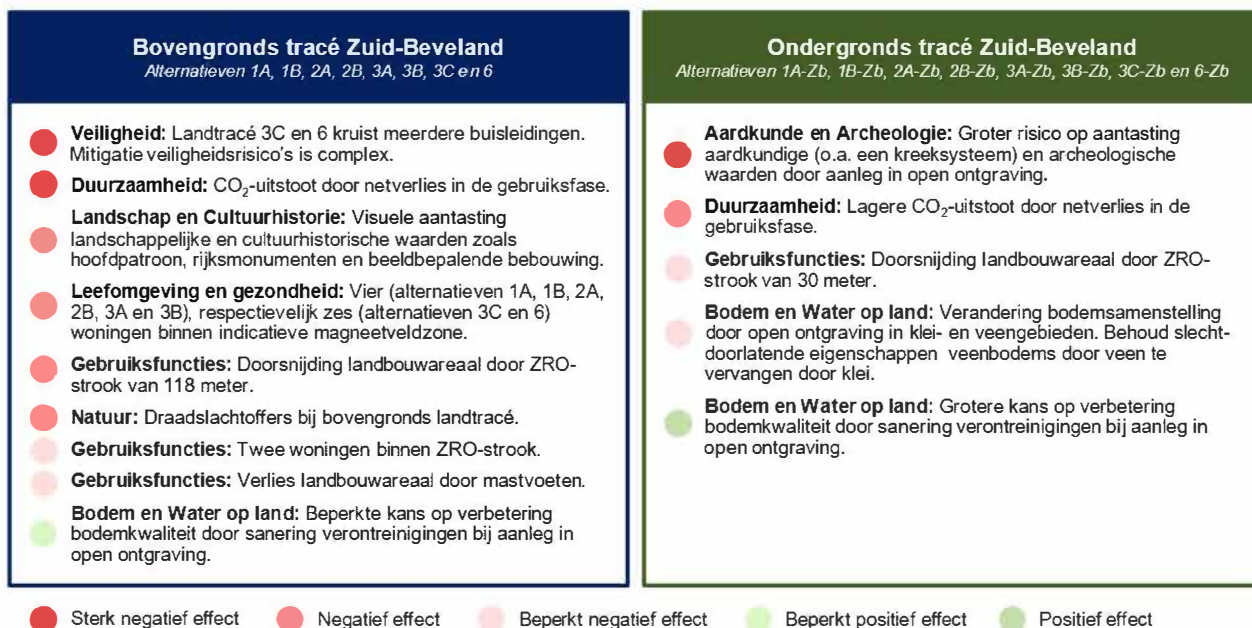 Bovengronds tracé Zuid-Beveland
Alternatieven 1A, 1B, 2A, 2B, 3A, 3B, 3C en 6
Veiligheid: Landtracé 3C en 6 kruist meerdere buisleidingen.
Mitigatie veiligheidsrisico's is complex.
Duurzaamheid: CO₂-uitstoot door netverlies in de gebruiksfase.
Landschap en Cultuurhistorie: Visuele aantasting
landschappelijke en cultuurhistorische waarden zoals
hoofdpatroon, rijksmonumenten en beeldbepalende bebouwing.
Leefomgeving en gezondheid: Vier (alternatieven 1A, 1B, 2A,
2B, 3A en 3B), respectievelijk zes (alternatieven 3C en 6)
woningen binnen indicatieve magneetveldzone.
Gebruiksfuncties: Doorsnijding landbouwareaal door ZRO-
strook van 118 meter.
Natuur: Draadslachtoffers bij bovengronds landtracé.
Gebruiksfuncties: Twee woningen binnen ZRO-strook.
Gebruiksfuncties: Verlies landbouwareaal door mastvoeten.
Bodem en Water op land: Beperkte kans op verbetering
bodemkwaliteit door sanering verontreinigingen bij aanleg in
open ontgraving.
Ondergronds tracé Zuid-Beveland
Alternatieven 1A-Zb, 1B-Zb, 2A-Zb, 2B-Zb, 3A-Zb, 3B-Zb, 3C-Zb en 6-Zb
Aardkunde en Archeologie: Groter risico op aantasting
aardkundige (o.a. een kreeksysteem) en archeologische
waarden door aanleg in open ontgraving.
Duurzaamheid: Lagere CO₂-uitstoot door netverlies in de
gebruiksfase.
Gebruiksfuncties: Doorsnijding landbouwareaal door ZRO-
strook van 30 meter.
Bodem en Water op land: Verandering bodemsamenstelling
door open ontgraving in klei- en veengebieden. Behoud slecht-
doorlatende eigenschappen veenbodems door veen te
vervangen door klei.
Bodem en Water op land: Grotere kans op verbetering
bodemkwaliteit door sanering verontreinigingen bij aanleg in
open ontgraving.
Sterk negatief effect
Negatief effect
Beperkt negatief effect
Beperkt positief effect
Positief effect